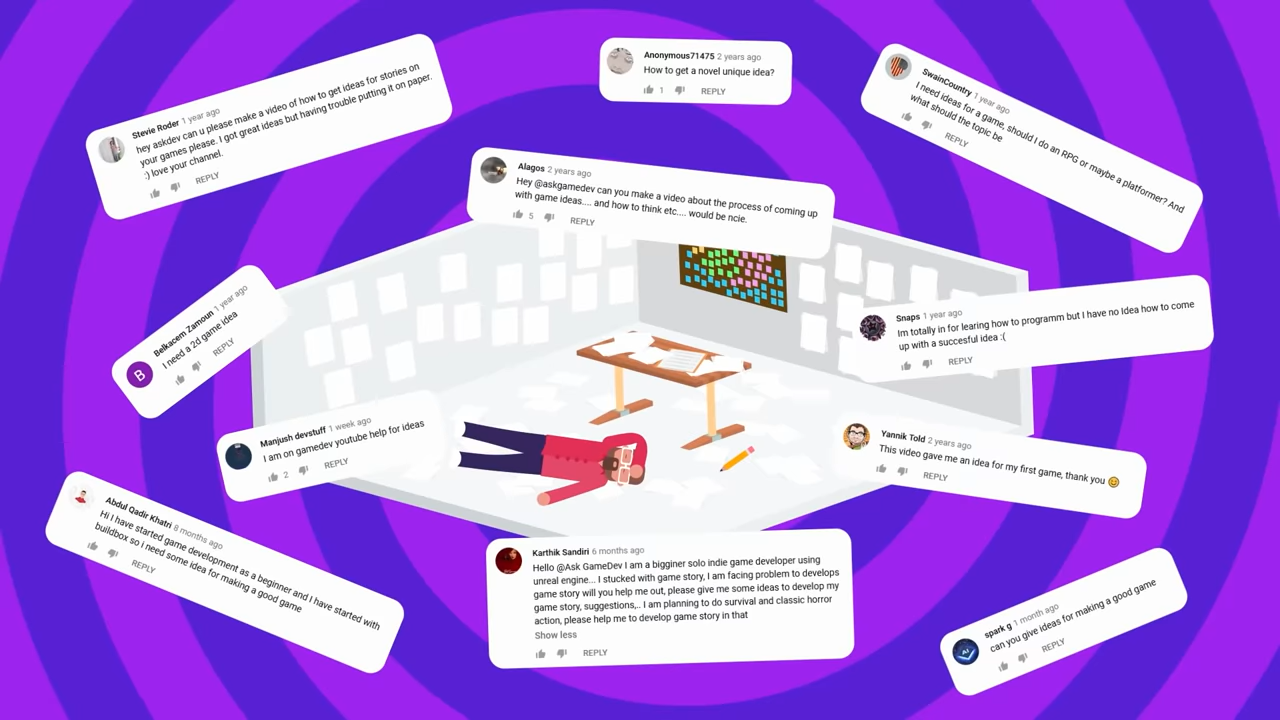 Stevie Roder 1 year ago
hey askdev can u please make a video of how to get ideas for stories on
your games please. I got great ideas but having trouble putting it on paper.
:) love your channel.
REPLY
Anonymous71475 2 years ago
How to get a novel unique idea?
1 REPLY
SwainCountry 1 year ago
I need ideas for a game, should I do an RPG or maybe a platformer? And
what should the topic be
REPLY
Alagos 2 years ago
Hey @askgamedev can you make a video about the process of coming up
with game ideas.... and how to think etc.... would be ncie.
5 REPLY
Belkacem Zamoun 1 year ago
B
I need a 2d game idea
REPLY
Snaps 1 year ago
Im totally in for learing how to programm but I have no idea how to come
up with a succesful idea :(
REPLY
Manjush devstuff 1 week ago
I am on gamedev youtube help for ideas
2 REPLY
Yannik Told 2 years ago
This video gave me an idea for my first game, thank you 😊
REPLY
Abdul Qadir Khatri 8 months ago
Hi I have started game development as a beginner and I have started with
buildbox so i need some idea for making a good game
REPLY
Karthik Sandiri 6 months ago
Hello @Ask GameDev I am a bigginer solo indie game developer using
unreal engine... I stucked with game story, I am facing problem to develops
game story will you help me out, please give me some ideas to develop my
game story, suggestions,.. I am planning to do survival and classic horror
action, please help me to develop game story in that
Show less
REPLY
spark g 1 month ago
can you give ideas for making a good game
REPLY